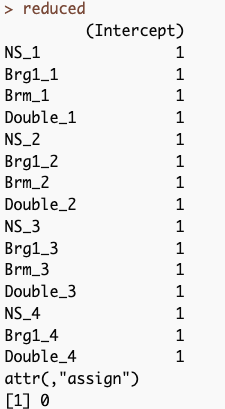 > reduced
(Intercept)
NS_1 1
Brg1_1 1
Brm_1 1
Double_1 1
NS_2 1
Brg1_2 1
Brm_2 1
Double_2 1
NS_3 1
Brg1_3 1
Brm_3 1
Double_3 1
NS_4 1
Brg1_4 1
Double_4 1
attr(,"assign")
[1] 0